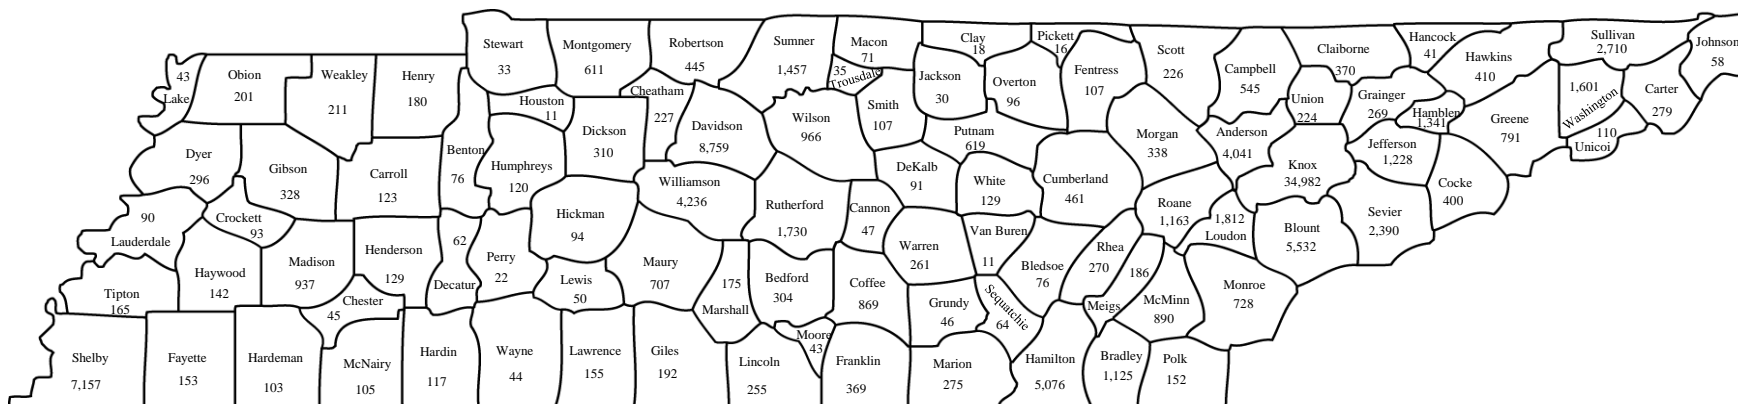 Stewart
33
Montgomery
611
Robertson
445
Sumner
1,457
Macon
71
35
Trousdale
Clay
18
Pickett
16
Scott
226
Claiborne
370
Hancock
41
Hawkins
410
Sullivan
2,710
Johnson
58
43
Lake
Obion
201
Weakley
211
Henry
180
Houston
11
Cheatham
227
Davidson
8,759
Wilson
966
Smith
107
Jackson
30
Overton
96
Fentress
107
Campbell
545
Union
224
Grainger
269
Hamblen
1,341
Greene
791
1,601
Washington
Carter
279
110
Unicoi
Dyer
296
Gibson
328
Carroll
123
Benton
76
Humphreys
120
Dickson
310
Williamson
4,236
Rutherford
1,730
Cannon
47
DeKalb
91
Putnam
619
White
129
Cumberland
461
Morgan
338
Anderson
4,041
Knox
34,982
Jefferson
1,228
Cocke
400
90
Lauderdale
Crockett
93
Haywood
142
Madison
937
Henderson
129
62
Decatur
Perry
22
Hickman
94
Lewis
50
Maury
707
175
Marshall
Bedford
304
Coffee
869
Warren
261
Van Buren
11
Bledsoe
76
Rhea
270
186
Meigs
Roane
1,163
1,812
Loudon
Blount
5,532
Sevier
2,390
Tipton
165
Chester
45
Moore
43
Grundy
46
Sequatchie
64
McMinn
890
Monroe
728
Shelby
7,157
Fayette
153
Hardeman
103
McNairy
105
Hardin
117
Wayne
44
Lawrence
155
Giles
192
Lincoln
255
Franklin
369
Marion
275
Hamilton
5,076
Bradley
1,125
Polk
152